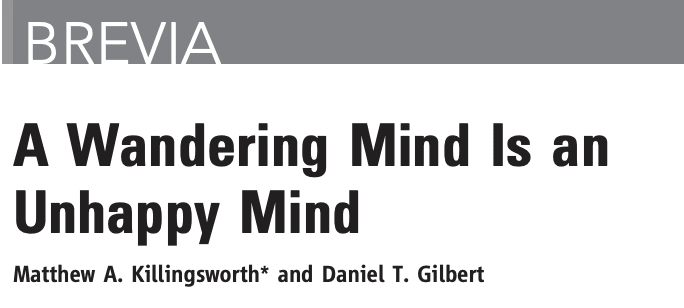 BREVIA
A Wandering Mind Is an
Unhappy Mind
Matthew A. Killingsworth* and Daniel T. Gilbert